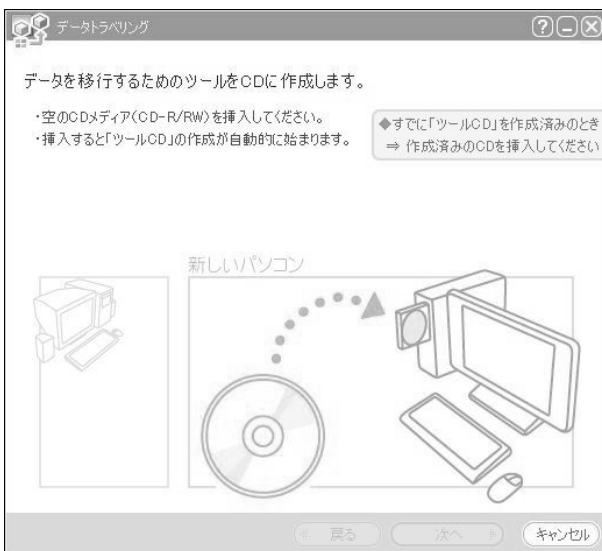 データトラベリング
データを移行するためのツールをCDに作成します。
・空のCDメディア(CD-R/RW)を挿入してください。
・挿入すると「ツールCD」の作成が自動的に始まります。
◆すでに「ツールCD」を作成済みのとき
⇒ 作成済みのCDを挿入してください
新しいパソコン
戻る
次へ
キャンセル